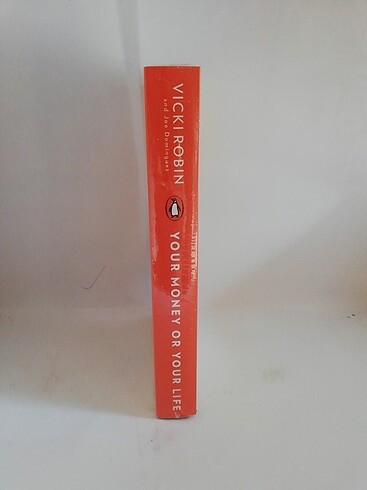 VICKI ROBIN
and Joe Dominguez
YOUR MONEY OR YOUR LIFE